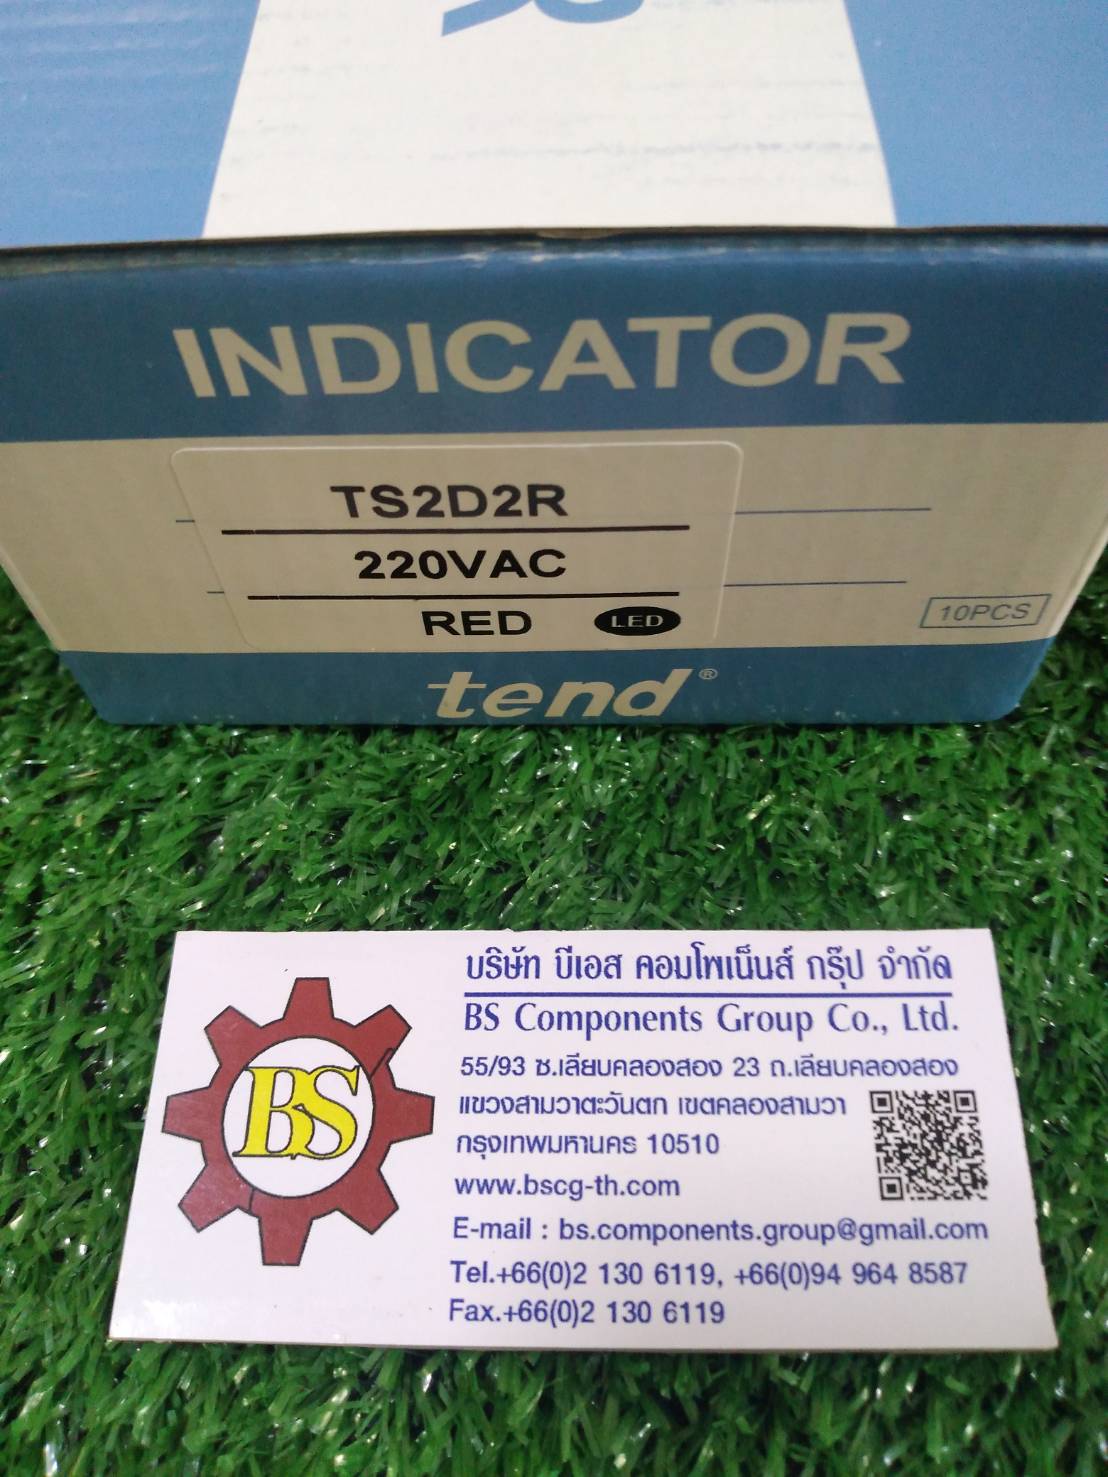 INDICATOR
TS2D2R
220VAC
RED LED
10PCS
tend®
BS
บริษัท บีเอส คอมโพเน็นส์ กรุ๊ป จำกัด
BS Components Group Co., Ltd.
55/93 ซ.เลียบคลองสอง 23 ถ.เลียบคลองสอง
แขวงสามวาตะวันตก เขตคลองสามวา
กรุงเทพมหานคร 10510
www.bscg-th.com
E-mail : bs.components.group@gmail.com
Tel.+66(0)2 130 6119, +66(0)94 964 8587
Fax.+66(0)2 130 6119